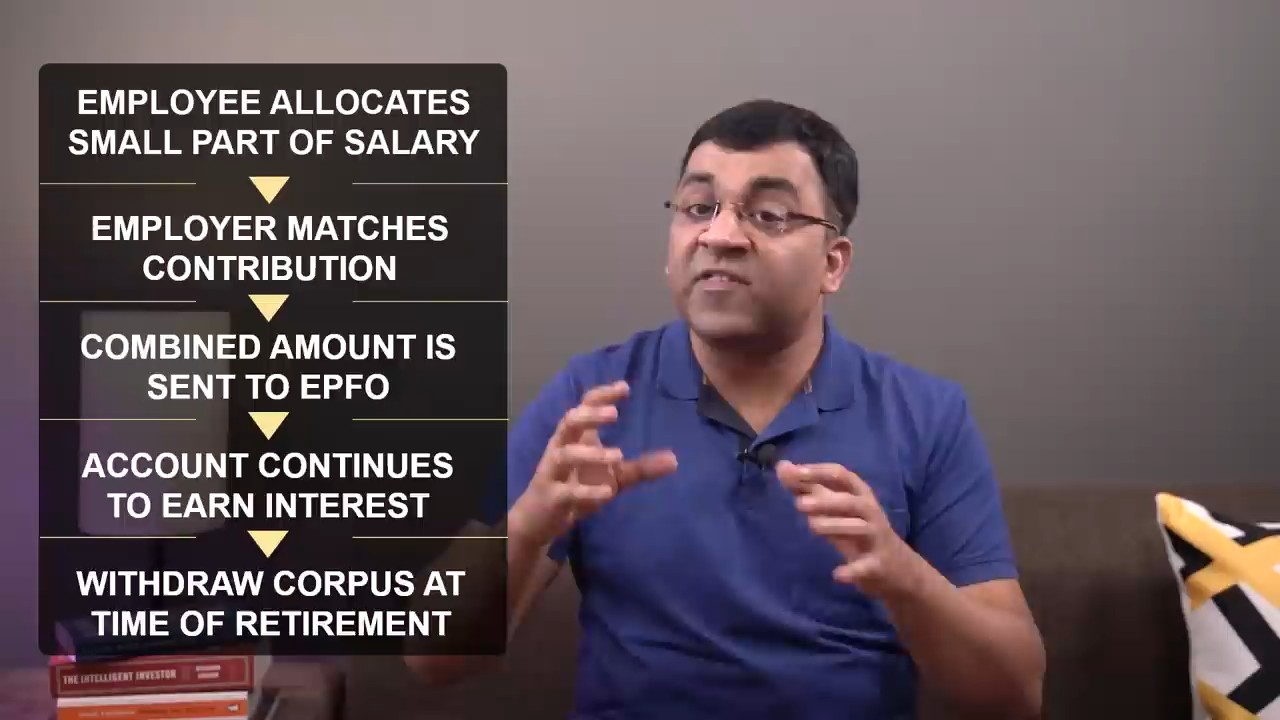 EMPLOYEE ALLOCATES
SMALL PART OF SALARY
EMPLOYER MATCHES
CONTRIBUTION
COMBINED AMOUNT IS
SENT TO EPFO
ACCOUNT CONTINUES
TO EARN INTEREST
WITHDRAW CORPUS AT
TIME OF RETIREMENT
THE INTELLIGENT INVESTOR